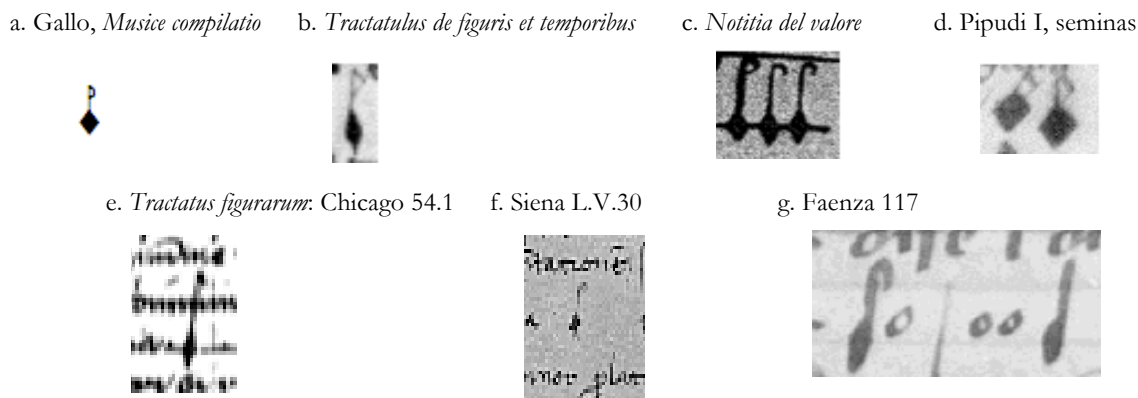 a. Gallo, Musice compilatio b. Tractatulus de figuris et temporibus c. Notitia del valore d. Pipudi I, seminas
e. Tractatus figurarum: Chicago 54.1 f. Siena L.V.30 g. Faenza 117